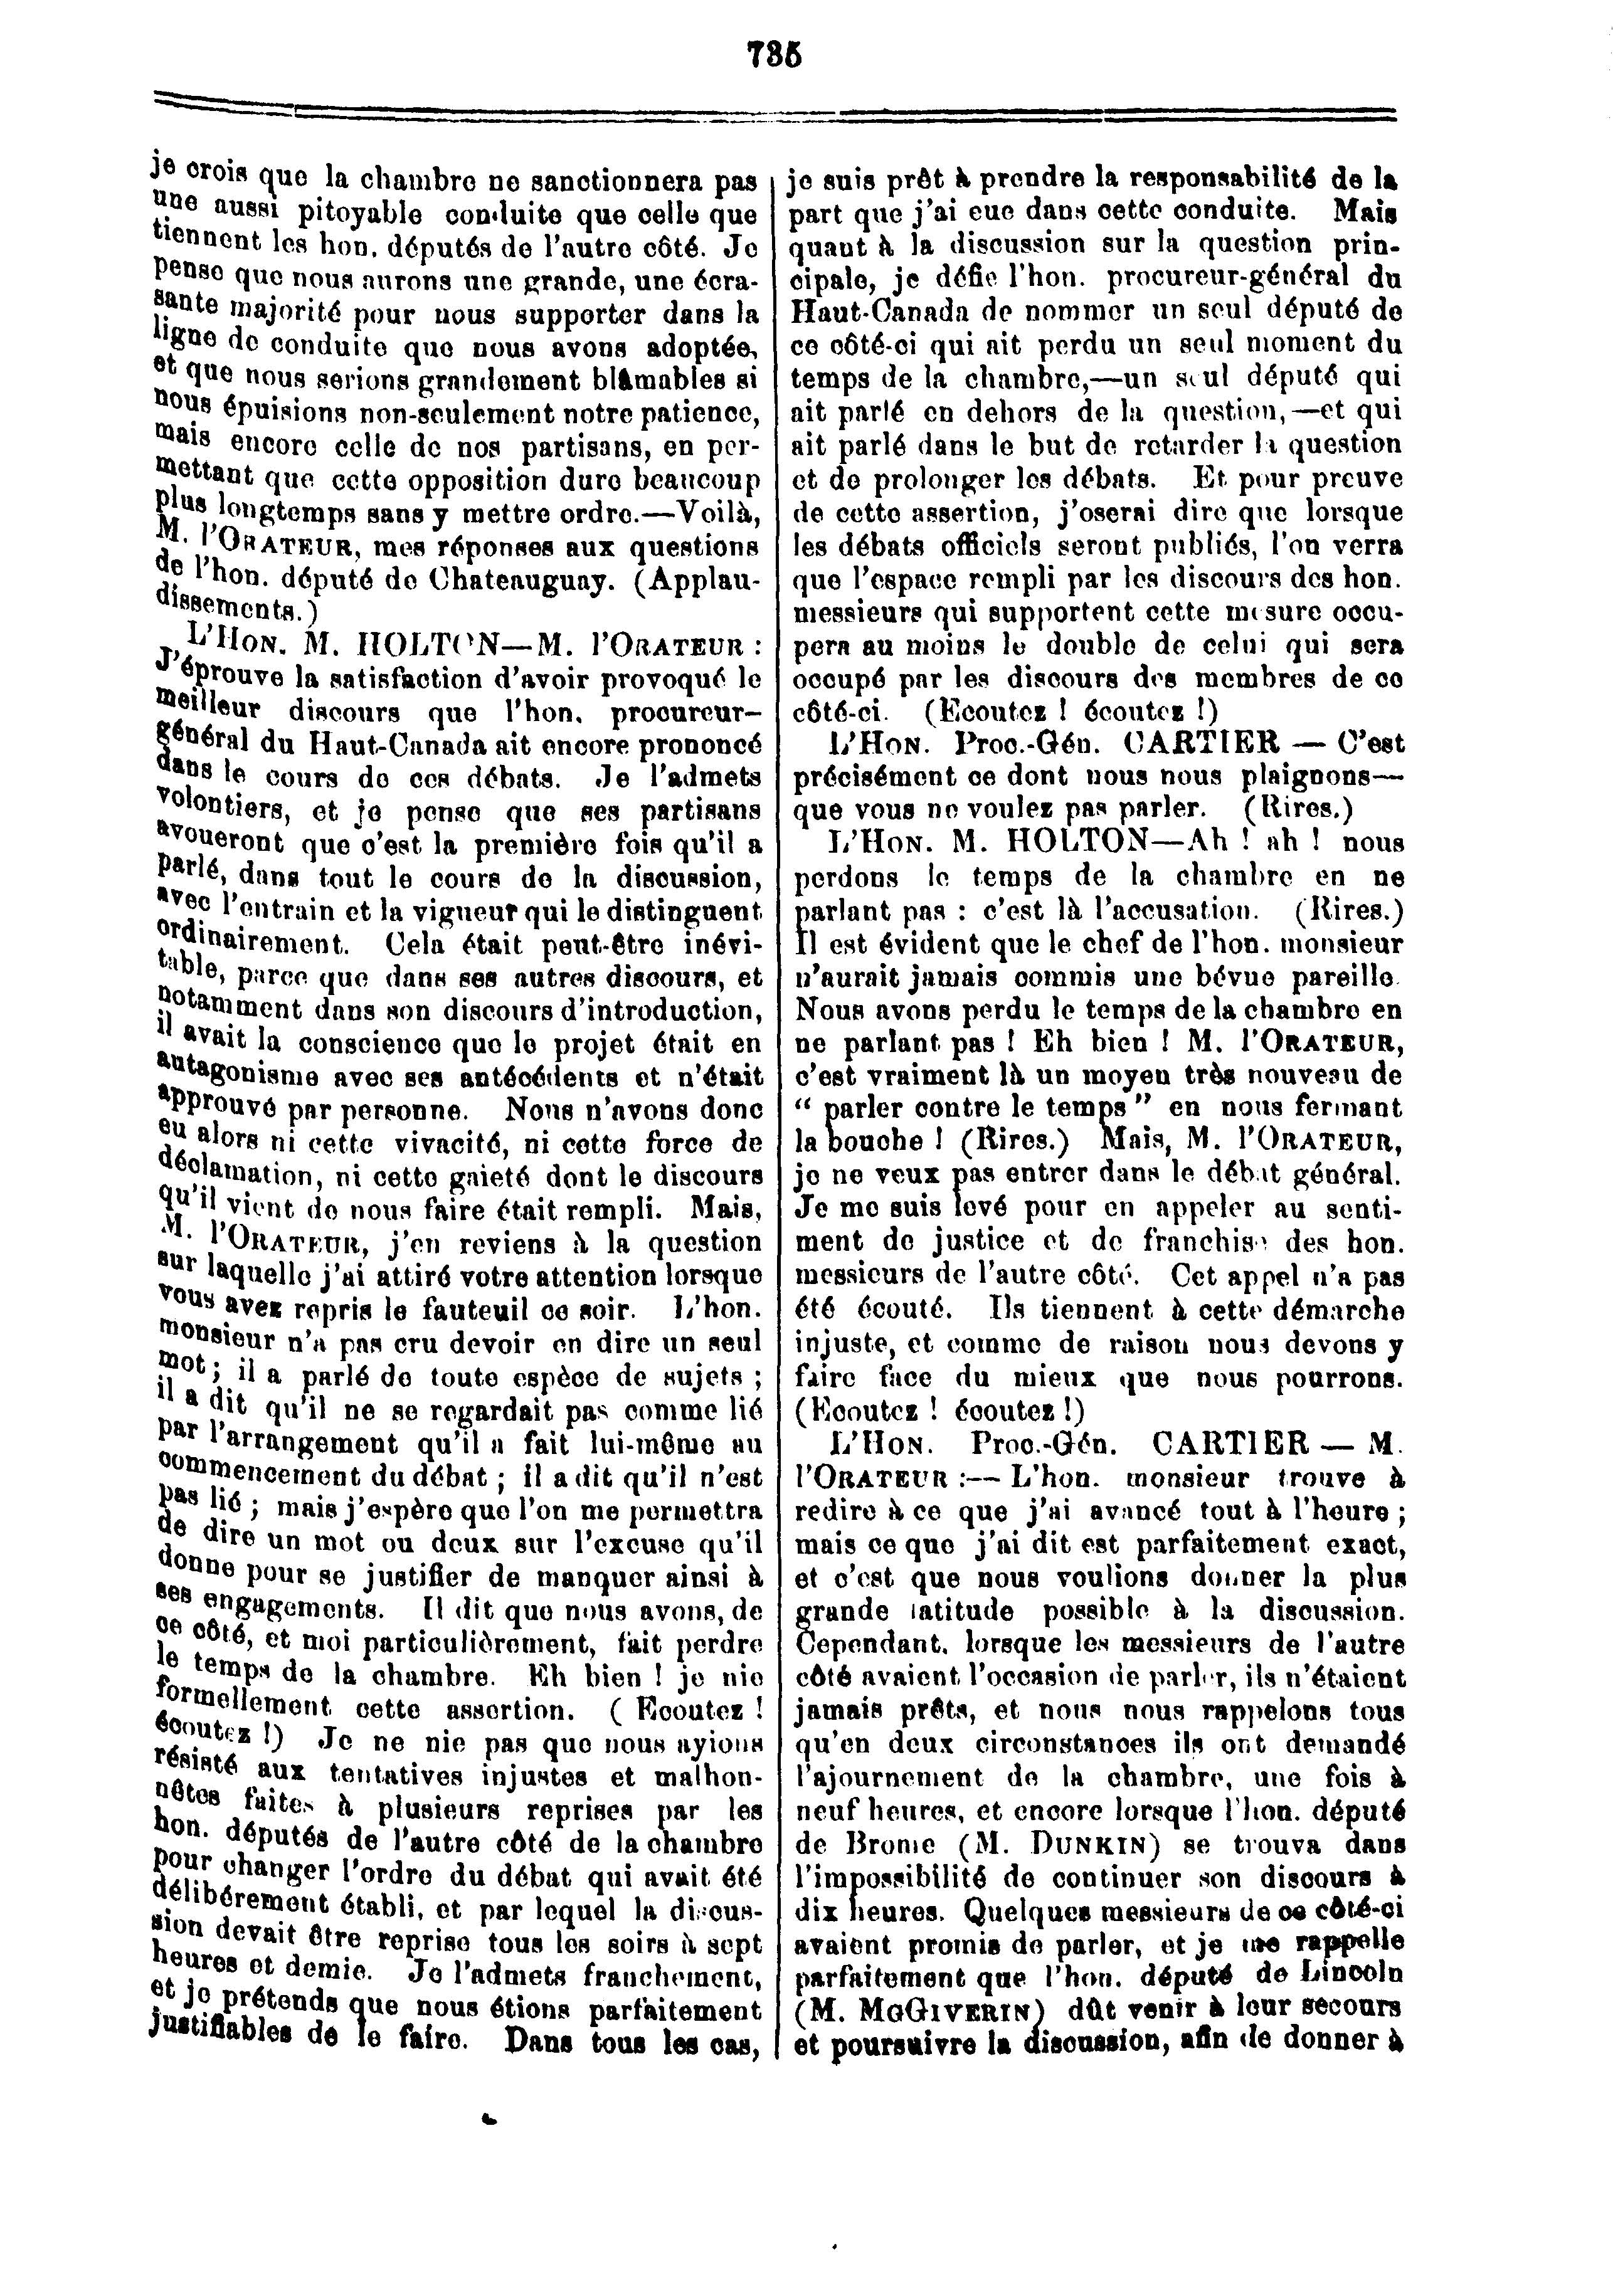 735
je crois que la chambre ne sanctionnera pas
une aussi pitoyable conduite que celle que
tiennent les hon. députés de l'autre côté. Je
pense que nous aurons une grande, une écra-
sante majorité pour nous supporter dans la
ligne de conduite que nous avons adoptée,
et que nous serions grandement blâmables si
nous épuisions non-seulement notre patience,
mais encore celle de nos partisans, en per-
mettant que cette opposition dure beaucoup
plus longtemps sans y mettre ordre.—Voilà,
M. l'ORATEUR, mes réponses aux questions
de l'hon. député de Chateauguay. (Applau-
dissements.)
L'HON. M. HOLTON—M. l'ORATEUR :
J'éprouve la satisfaction d'avoir provoqué le
meilleur discours que l'hon. procureur-
général du Haut-Canada ait encore prononcé
dans le cours de ces débats. Je l'admets
volontiers, et je pense que ses partisans
avoueront que c'est la première fois qu'il a
parlé, dans tout le cours de la discussion,
avec l'entrain et la vigueur qui le distinguent
ordinairement. Cela était peut-être inévi-
table, parce que dans ses autres discours, et
notamment dans son discours d'introduction,
il avait la conscience que le projet était en
antagonisme avec ses antécédents et n'était
approuvé par personne. Nous n'avons donc
eu alors ni cette vivacité, ni cette force de
déclamation, ni cette gaieté dont le discours
qu'il vient de nous faire était rempli. Mais,
M. l'ORATEUR, j'en reviens à la question
sur laquelle j'ai attiré votre attention lorsque
vous avez repris le fauteuil ce soir. L'hon.
monsieur n'a pas cru devoir en dire un seul
mot ; il a parlé de toute espèce de sujets ;
il a dit qu'il ne se regardait pas comme lié
par l'arrangement qu'il a fait lui-même au
commencement du débat ; il a dit qu'il n'est
pas lié ; mais j'espère que l'on me permettra
de dire un mot ou deux sur l'excuse qu'il
donne pour se justifier de manquer ainsi à
ses engagements. Il dit que nous avons, de
ce côté, et moi particulièrement, fait perdre
le temps de la chambre. Eh bien ! je nie
formellement cette assertion. (Ecoutez !
écoutez !) Je ne nie pas que nous ayions
résisté aux tentatives injustes et malhon-
nêtes faites à plusieurs reprises par les
hon. députés de l'autre côté de la chambre
pour changer l'ordre du débat qui avait été
délibérement établi, et par lequel la discus-
sion devait être reprise tous les soirs à sept
heures et demie. Je l'admets franchement,
et je prétends que nous étions parfaitement
justifiables de le faire. Dans tous les cas,
je suis prêt à prendre la responsabilité de la
part que j'ai eue dans cette conduite. Mais
quant à la discussion sur la question prin-
cipale, je défie l'hon. procureur-général du
Haut-Canada de nommer un seul député de
ce côté-ci qui ait perdu un seul moment du
temps de la chambre,—un seul député qui
ait parlé en dehors de la question,—et qui
ait parlé dans le but de retarder la question
et de prolonger les débats. Et pour preuve
de cette assertion, j'oserai dire que lorsque
les débats officiels seront publiés, l'on verra
que l'espace rempli par les discours des hon.
messieurs qui supportent cette mesure occu-
pera au moins le double de celui qui sera
occupé par les discours des membres de ce
côté-ci. (Ecoutez ! écoutez !)
L'HON. Proc.-Gén. CARTIER — C'est
précisément ce dont nous nous plaignons—
que vous ne voulez pas parler. (Rires.)
L'HON. M. HOLTON—Ah ! ah ! nous
perdons le temps de la chambre en ne
parlant pas : c'est là l'accusation. (Rires.)
Il est évident que le chef de l'hon. monsieur
n'aurait jamais commis une bévue pareille.
Nous avons perdu le temps de la chambre en
ne parlant pas ! Eh bien ! M. l'ORATEUR,
c'est vraiment là un moyen très nouveau de
“ parler contre le temps ” en nous fermant
la bouche ! (Rires.) Mais, M. l'ORATEUR,
je ne veux pas entrer dans le débat général.
Je me suis levé pour en appeler au senti-
ment de justice et de franchise des hon.
messieurs de l'autre côté. Cet appel n'a pas
été écouté. Ils tiennent à cette démarche
injuste, et comme de raison nous devons y
faire face du mieux que nous pourrons.
(Ecoutez ! écoutez !)
L'HON. Proc.-Gén. CARTIER — M.
l'ORATEUR :— L'hon. monsieur trouve à
redire à ce que j'ai avancé tout à l'heure ;
mais ce que j'ai dit est parfaitement exact,
et c'est que nous voulions donner la plus
grande latitude possible à la discussion.
Cependant, lorsque les messieurs de l'autre
côté avaient l'occasion de parler, ils n'étaient
jamais prêts, et nous nous rappelons tous
qu'en deux circonstances ils ont demandé
l'ajournement de la chambre, une fois à
neuf heures, et encore lorsque l'hon. député
de Brome (M. DUNKIN) se trouva dans
l'impossibilité de continuer son discours à
dix heures. Quelques messieurs de ce côté-ci
avaient promis de parler, et je me rappelle
parfaitement que l'hon. député de Lincoln
(M. MCGIVERIN) dût venir à leur secours
et poursuivre la discussion, afin de donner à